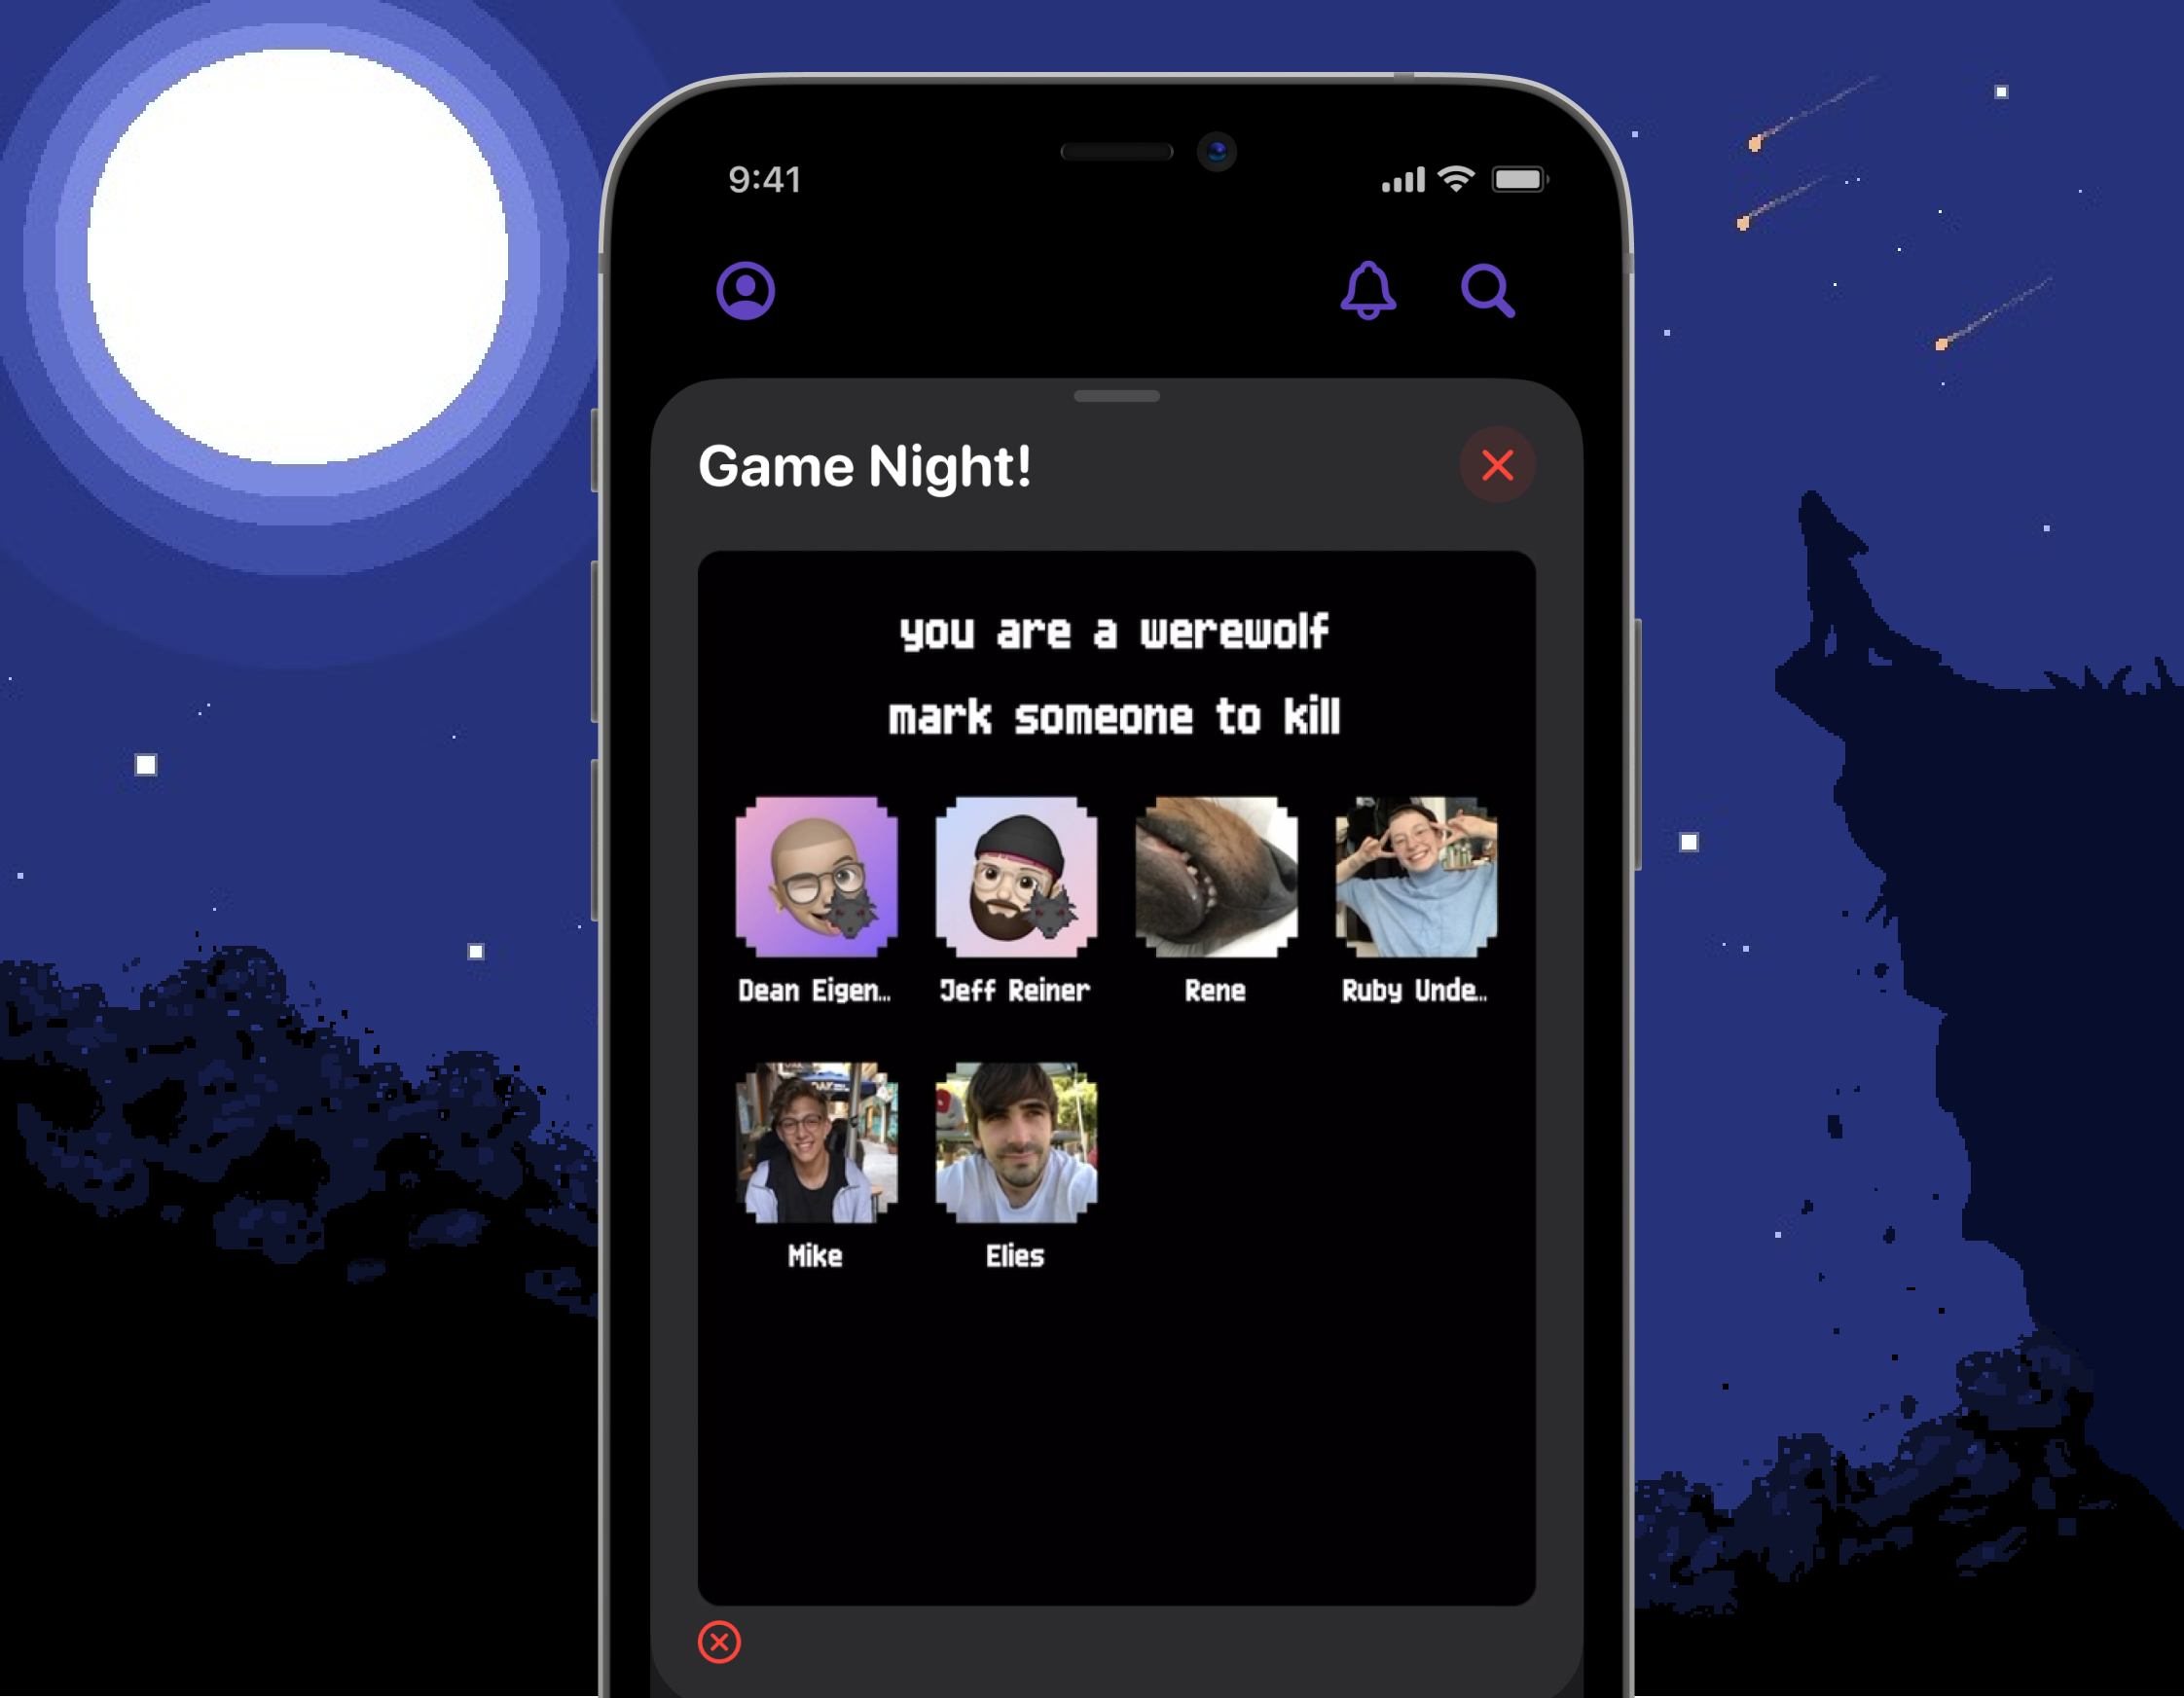 9:41
Game Night!
you are a werewolf
mark someone to kill
Dean Eigen… Jeff Reiner Rene Ruby Unde…
Mike Elies